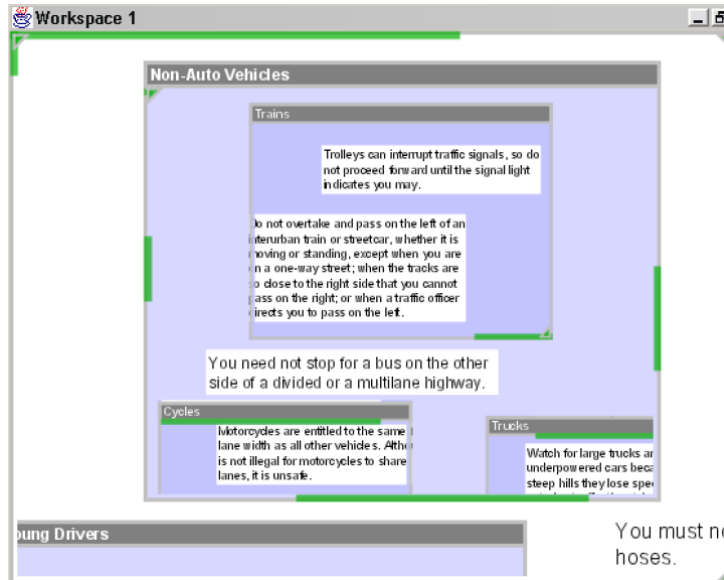 Workspace 1
Non-Auto Vehicles
Trains
Trolleys can interrupt traffic signals, so do
not proceed forward until the signal light
indicates you may.
Do not overtake and pass on the left of an
interurban train or streetcar, whether it is
moving or standing, except when you are
on a one-way street; when the tracks are
so close to the right side that you cannot
pass on the right; or when a traffic officer
directs you to pass on the left.
You need not stop for a bus on the other
side of a divided or a multilane highway.
Cycles
Motorcycles are entitled to the same
lane width as all other vehicles. Altho
is not illegal for motorcycles to share
lanes, it is unsafe.
Trucks
Watch for large trucks an
underpowered cars beca
steep hills they lose spe
oung Drivers
You must no
hoses.